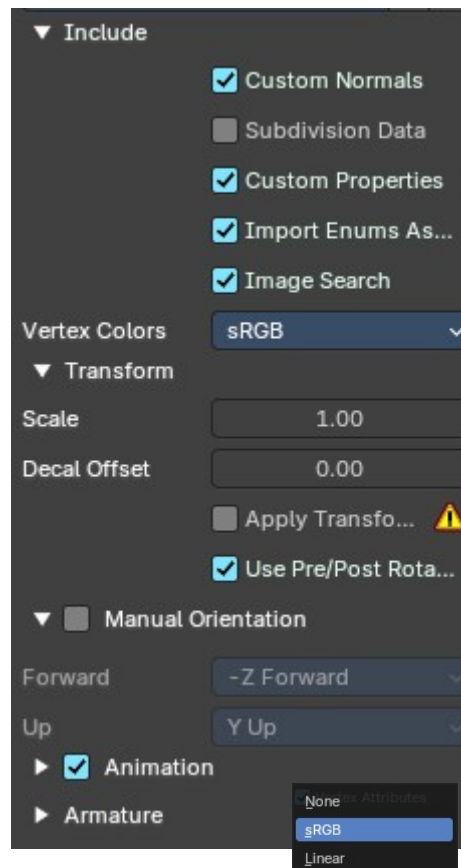 Include
Custom Normals
Subdivision Data
Custom Properties
Import Enums As...
Image Search
Vertex Colors sRGB
Transform
Scale 1.00
Decal Offset 0.00
Apply Transfo...
Use Pre/Post Rota...
Manual Orientation
Forward -Z Forward
Up Y Up
Animation
Armature
Vertex Attributes
None
sRGB
Linear